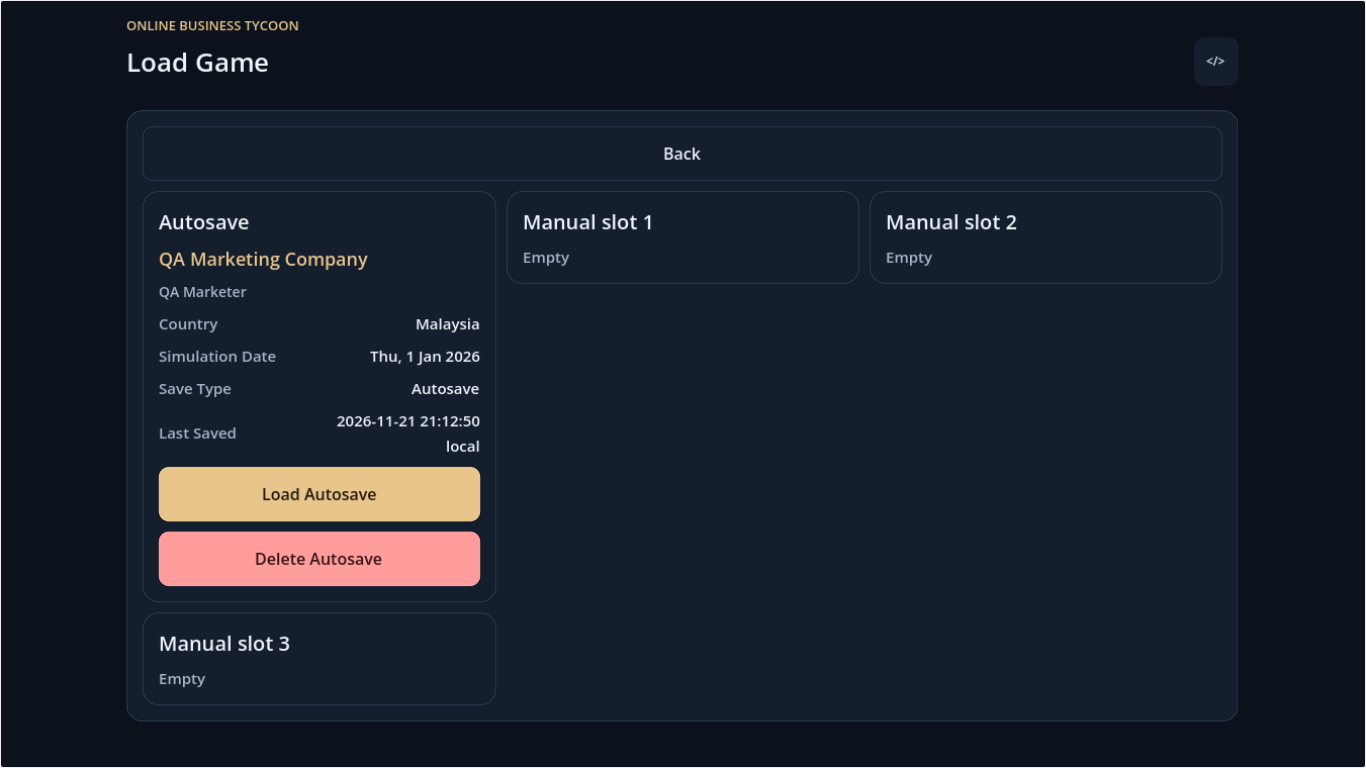 ONLINE BUSINESS TYCOON
Load Game
</>
Back
Autosave
QA Marketing Company
QA Marketer
Country Malaysia
Simulation Date Thu, 1 Jan 2026
Save Type Autosave
Last Saved 2026-11-21 21:12:50
local
Load Autosave
Delete Autosave
Manual slot 1
Empty
Manual slot 2
Empty
Manual slot 3
Empty